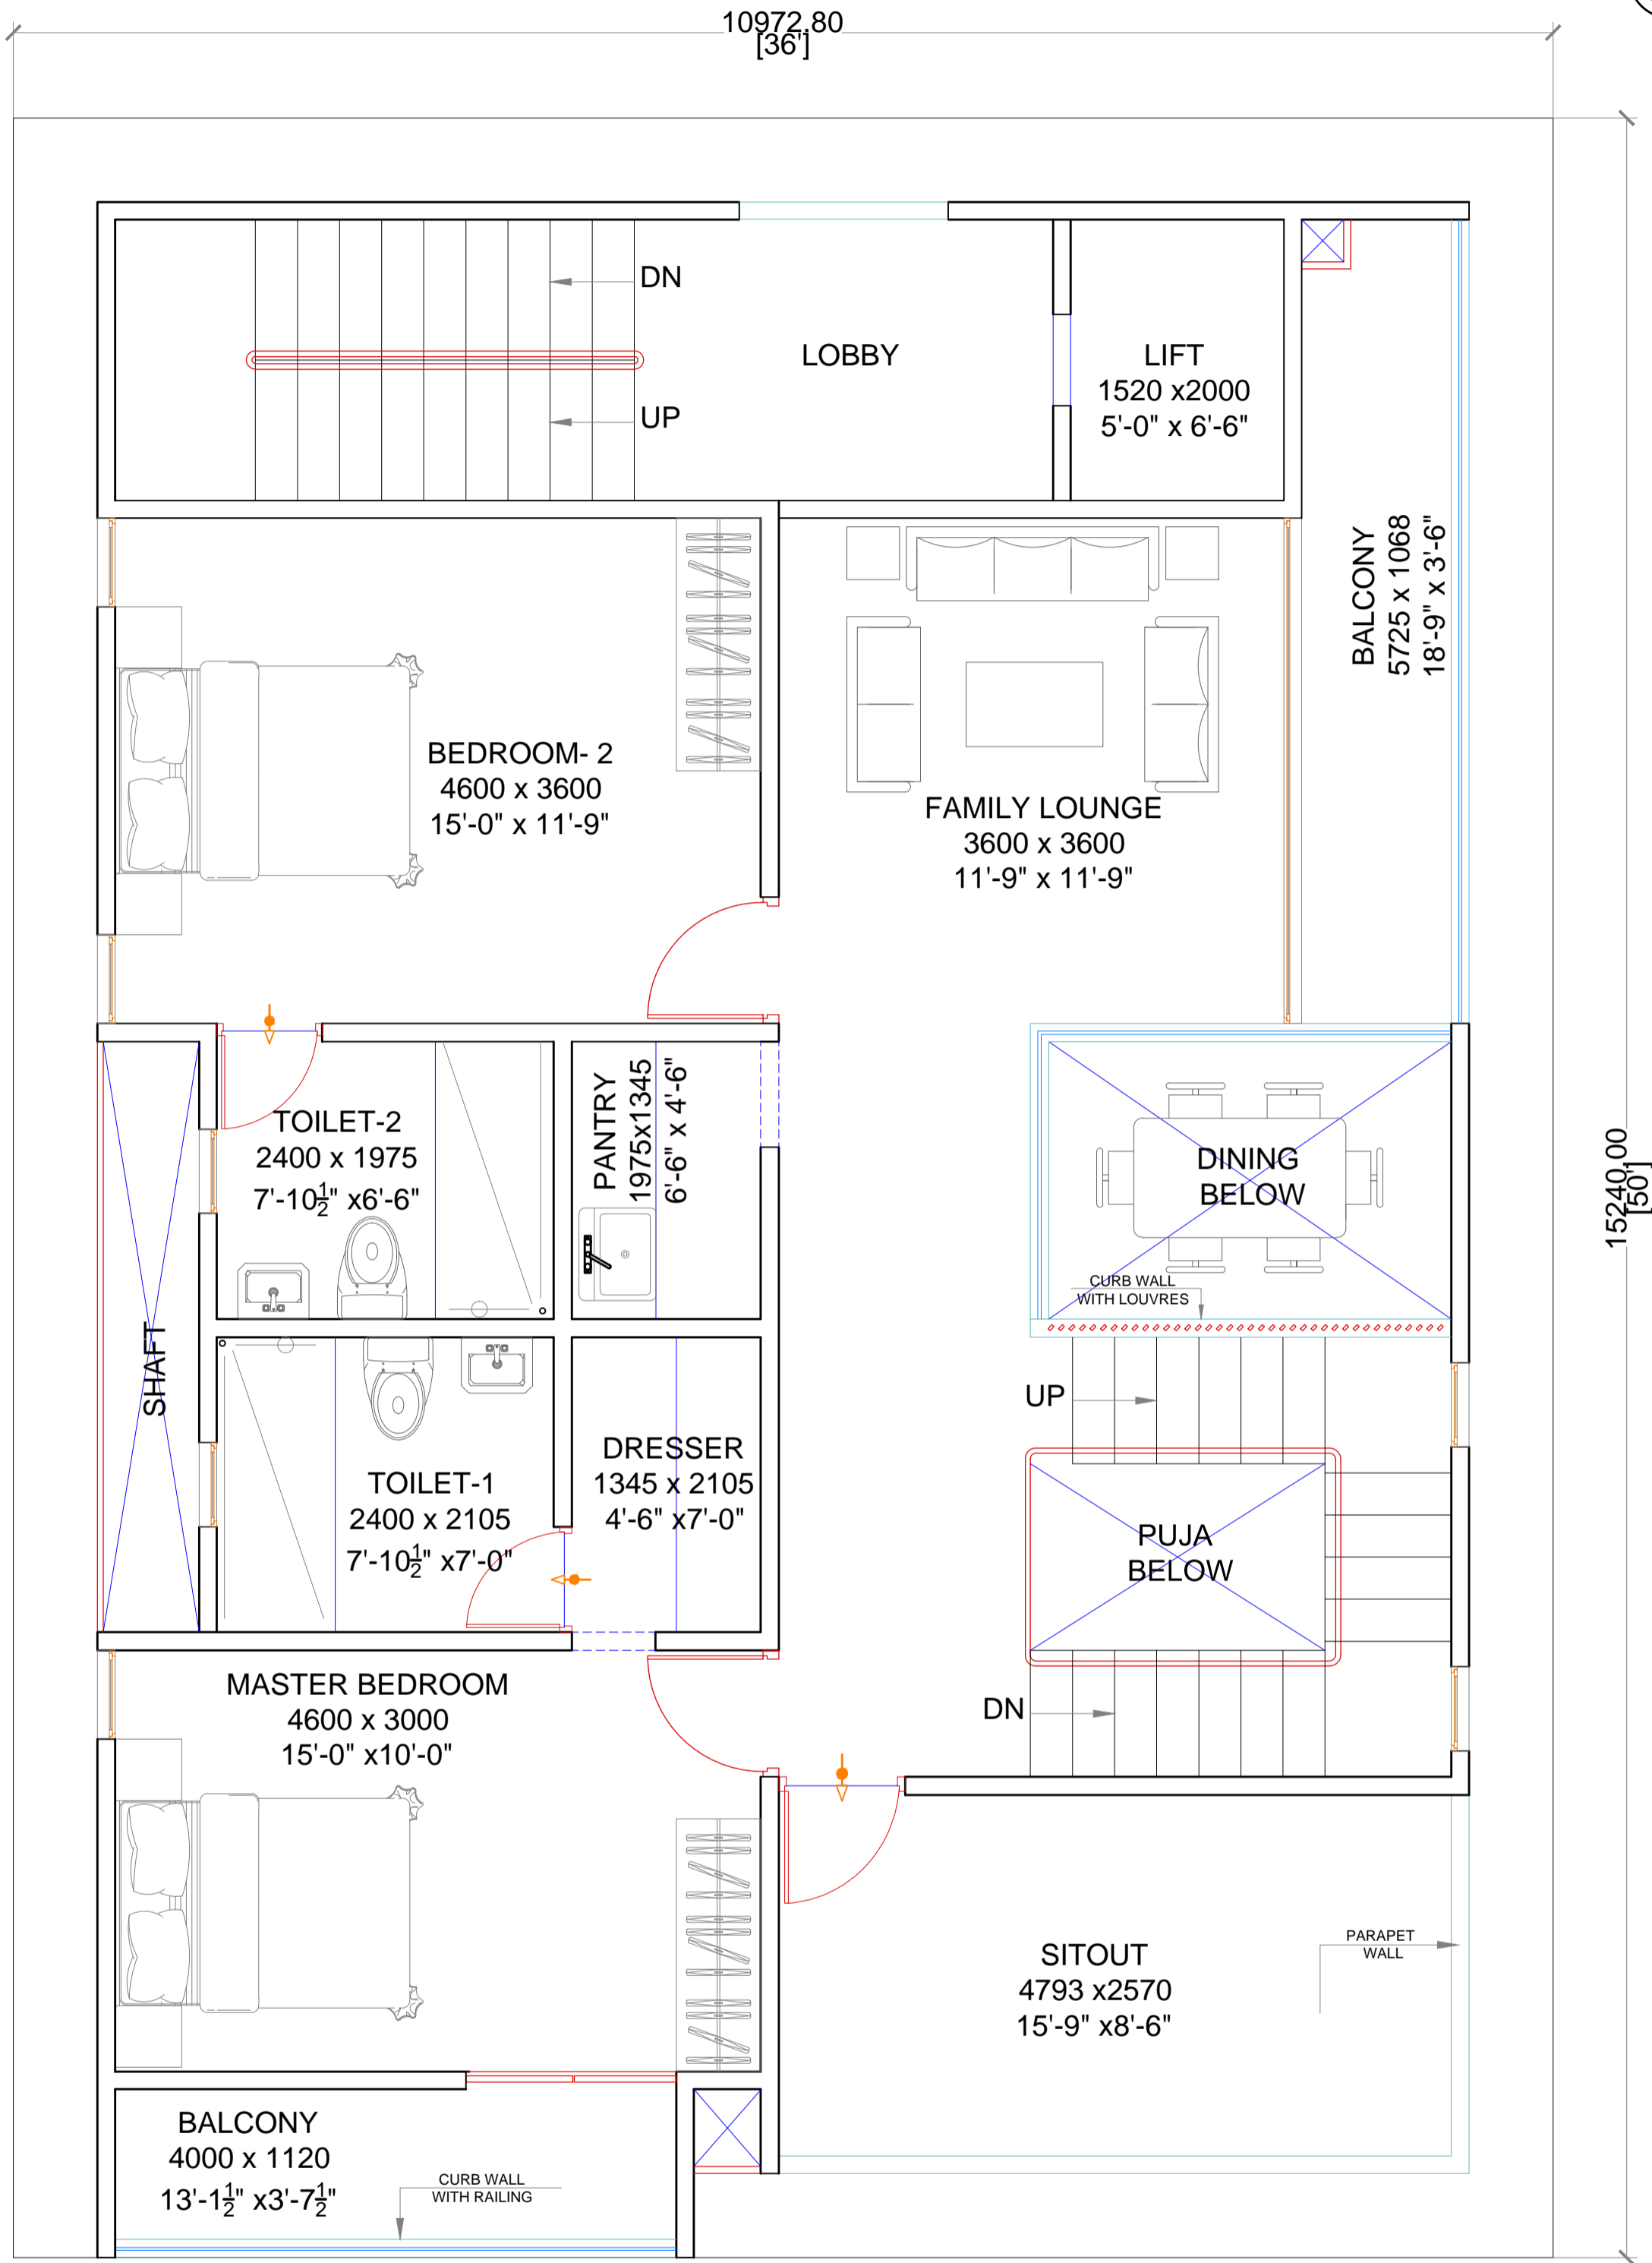 10972.80
[36']
DN
UP
LOBBY
LIFT
1520 x2000
5'-0" x 6'-6"
BALCONY
5725 x 1068
18'-9" x 3'-6"
BEDROOM- 2
4600 x 3600
15'-0" x 11'-9"
FAMILY LOUNGE
3600 x 3600
11'-9" x 11'-9"
TOILET-2
2400 x 1975
7'-10½" x6'-6"
PANTRY
1975x1345
6'-6" x 4'-6"
DINING
BELOW
CURB WALL
WITH LOUVRES
15240.00
[50']
SHAFT
UP
TOILET-1
2400 x 2105
7'-10½" x7'-0"
DRESSER
1345 x 2105
4'-6" x7'-0"
PUJA
BELOW
MASTER BEDROOM
4600 x 3000
15'-0" x10'-0"
DN
SITOUT
4793 x2570
15'-9" x8'-6"
PARAPET
WALL
BALCONY
4000 x 1120
13'-1½" x3'-7½"
CURB WALL
WITH RAILING